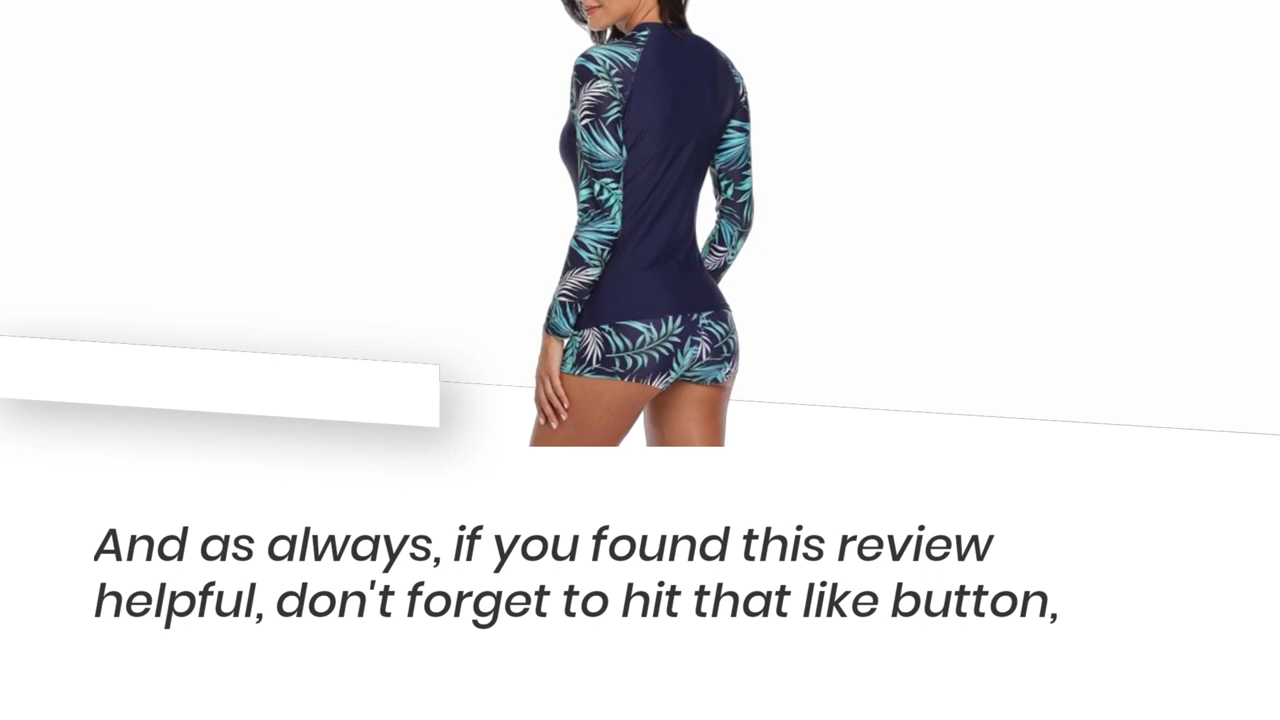 And as always, if you found this review
helpful, don't forget to hit that like button,